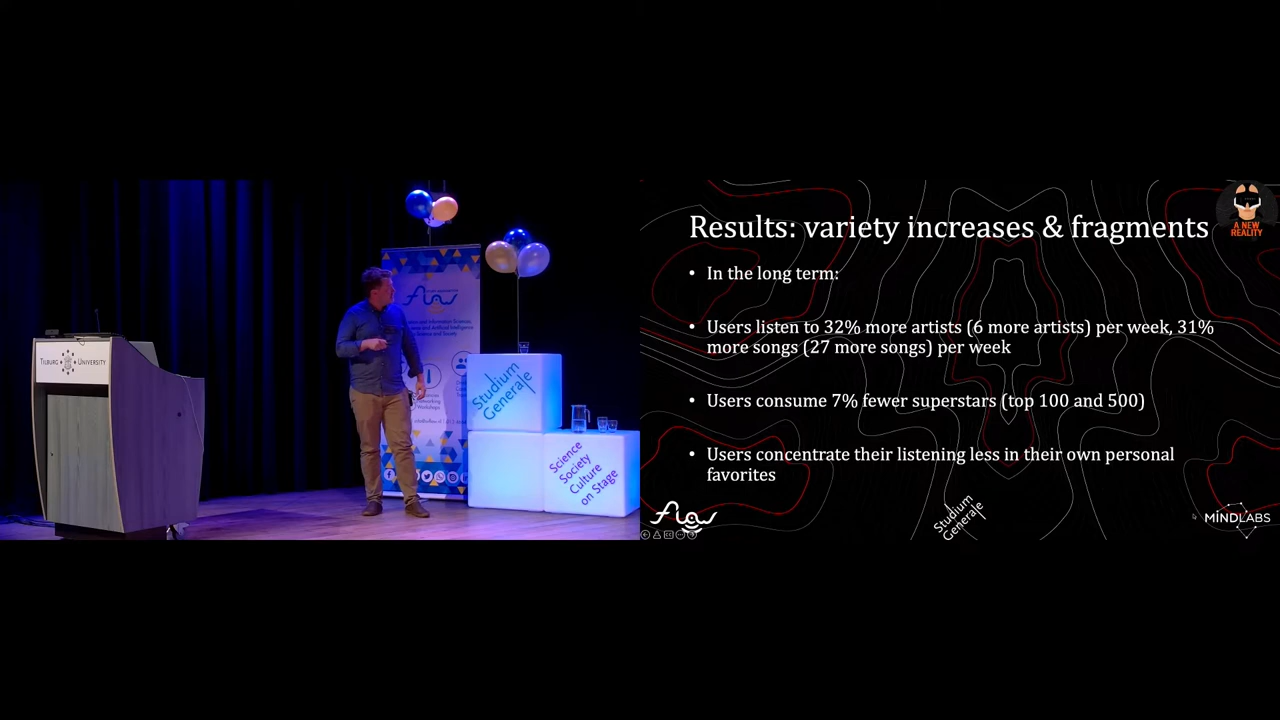 TILBURG UNIVERSITY
flow
Studium
Generale
Science
Society
Culture
on Stage
Results: variety increases & fragments
A NEW
REALITY
• In the long term:
• Users listen to 32% more artists (6 more artists) per week, 31%
more songs (27 more songs) per week
• Users consume 7% fewer superstars (top 100 and 500)
• Users concentrate their listening less in their own personal
favorites
flow
Studium
Generale
MINDLABS